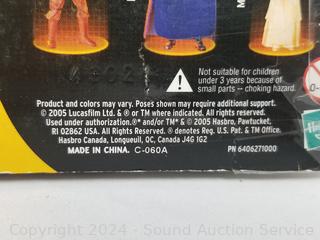 Not suitable for children
under 3 years because of
small parts -- choking hazard.
Product and colors may vary. Poses shown may require additional support.
© 2005 Lucasfilm Ltd. & ® or TM where indicated. All rights reserved.
Used under authorization.®* and/or TM* & © 2005 Hasbro, Pawtucket,
RI 02862 USA. All Rights Reserved. ® denotes Reg. U.S. Pat. & TM Office.
Hasbro Canada, Longueuil, QC, Canada J4G 1G2
MADE IN CHINA. C-060A
PN 6406271000
Copyright 2024 - Sound Auction Service